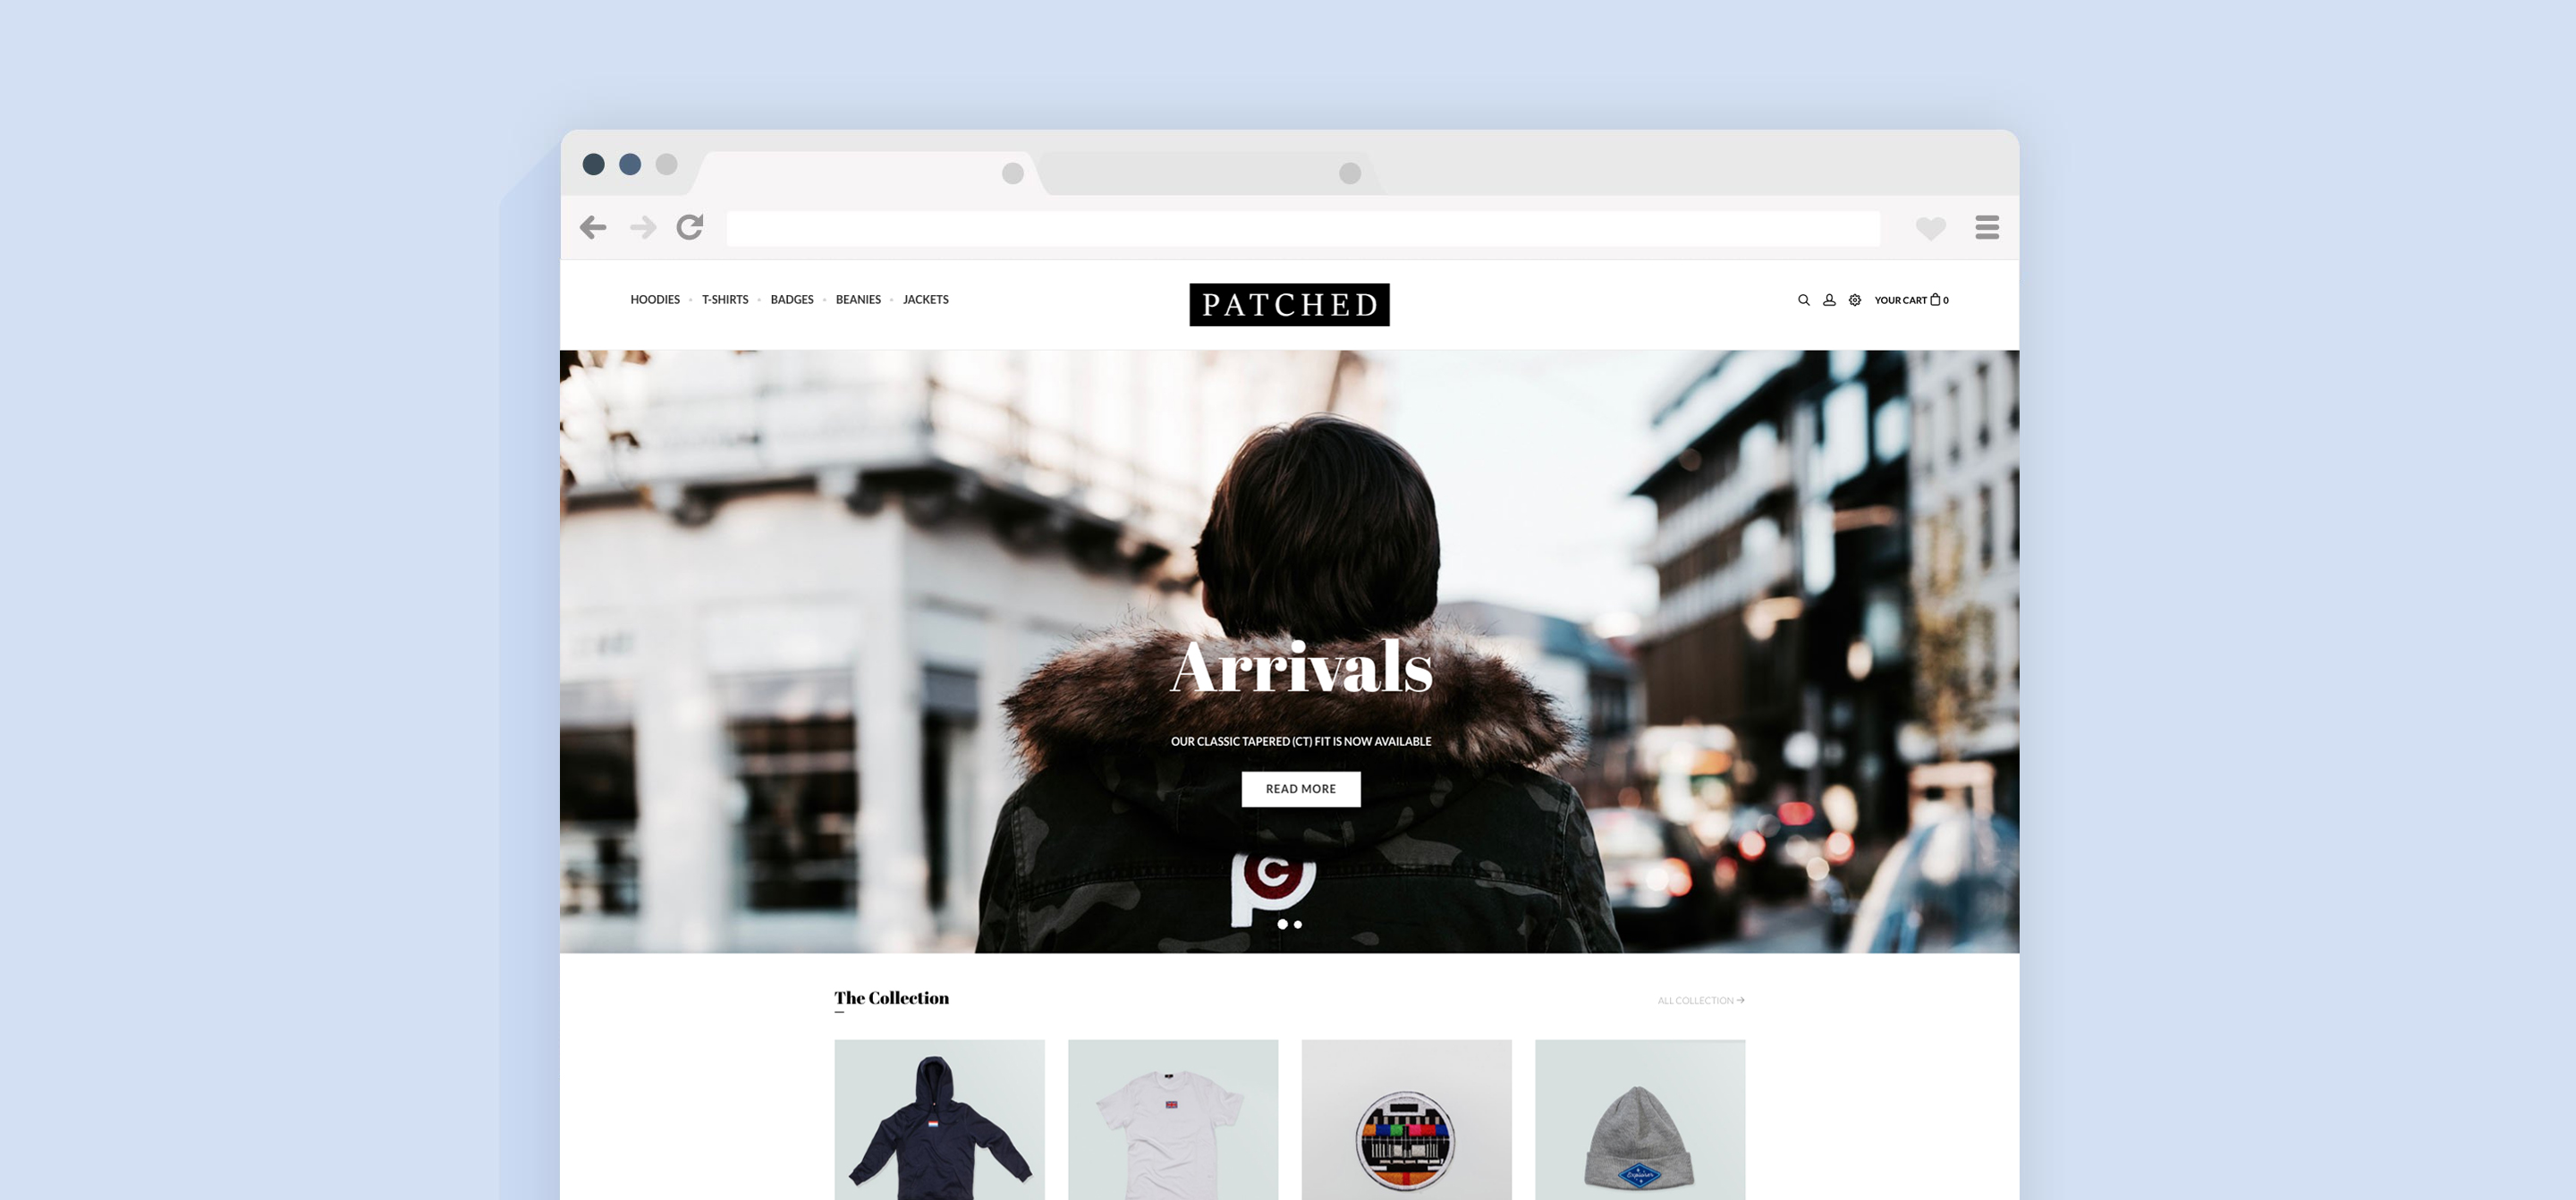 HOODIES • T-SHIRTS • BADGES • BEANIES • JACKETS
PATCHED
YOUR CART 0
Arrivals
OUR CLASSIC TAPERED (CT) FIT IS NOW AVAILABLE
READ MORE
The Collection
ALL COLLECTION →
Explorer